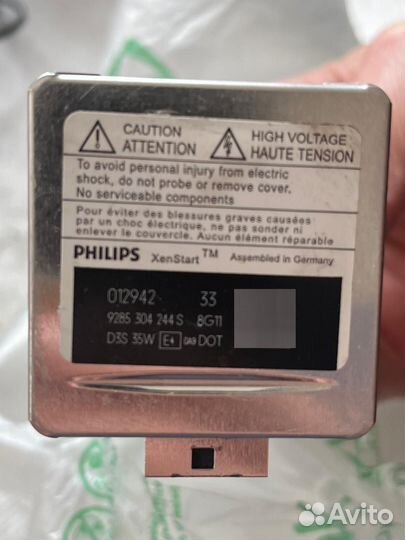 CAUTION
ATTENTION
HIGH VOLTAGE
HAUTE TENSION
To avoid personal injury from electric
shock, do not probe or remove cover.
No serviceable components
Pour éviter des blessures graves causées
par un choc électrique, ne pas sonder ni
enlever le couvercle. Aucun élément réparable
PHILIPS XenStart™ Assembled in Germany
012942 33
9285 304 244 S 8G11
D3S 35W E4 DOT
Avito